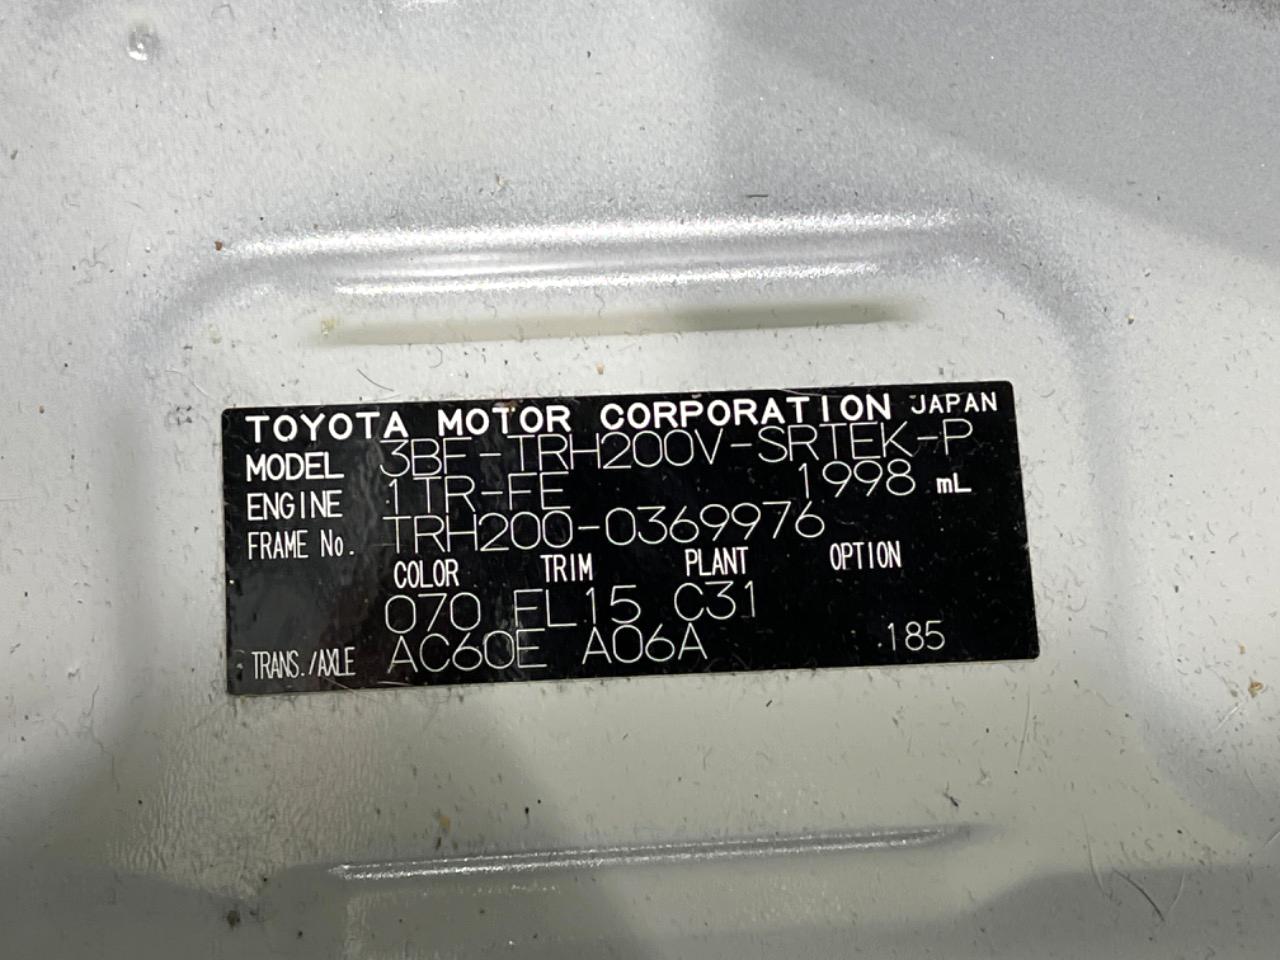 TOYOTA MOTOR CORPORATION JAPAN
MODEL 3BF-TRH200V-SRTEK-P
ENGINE 1TR-FE 1998 mL
FRAME No. TRH200-0369976
COLOR TRIM PLANT OPTION
070 FL15 C31
TRANS./AXLE AC60E A06A 185